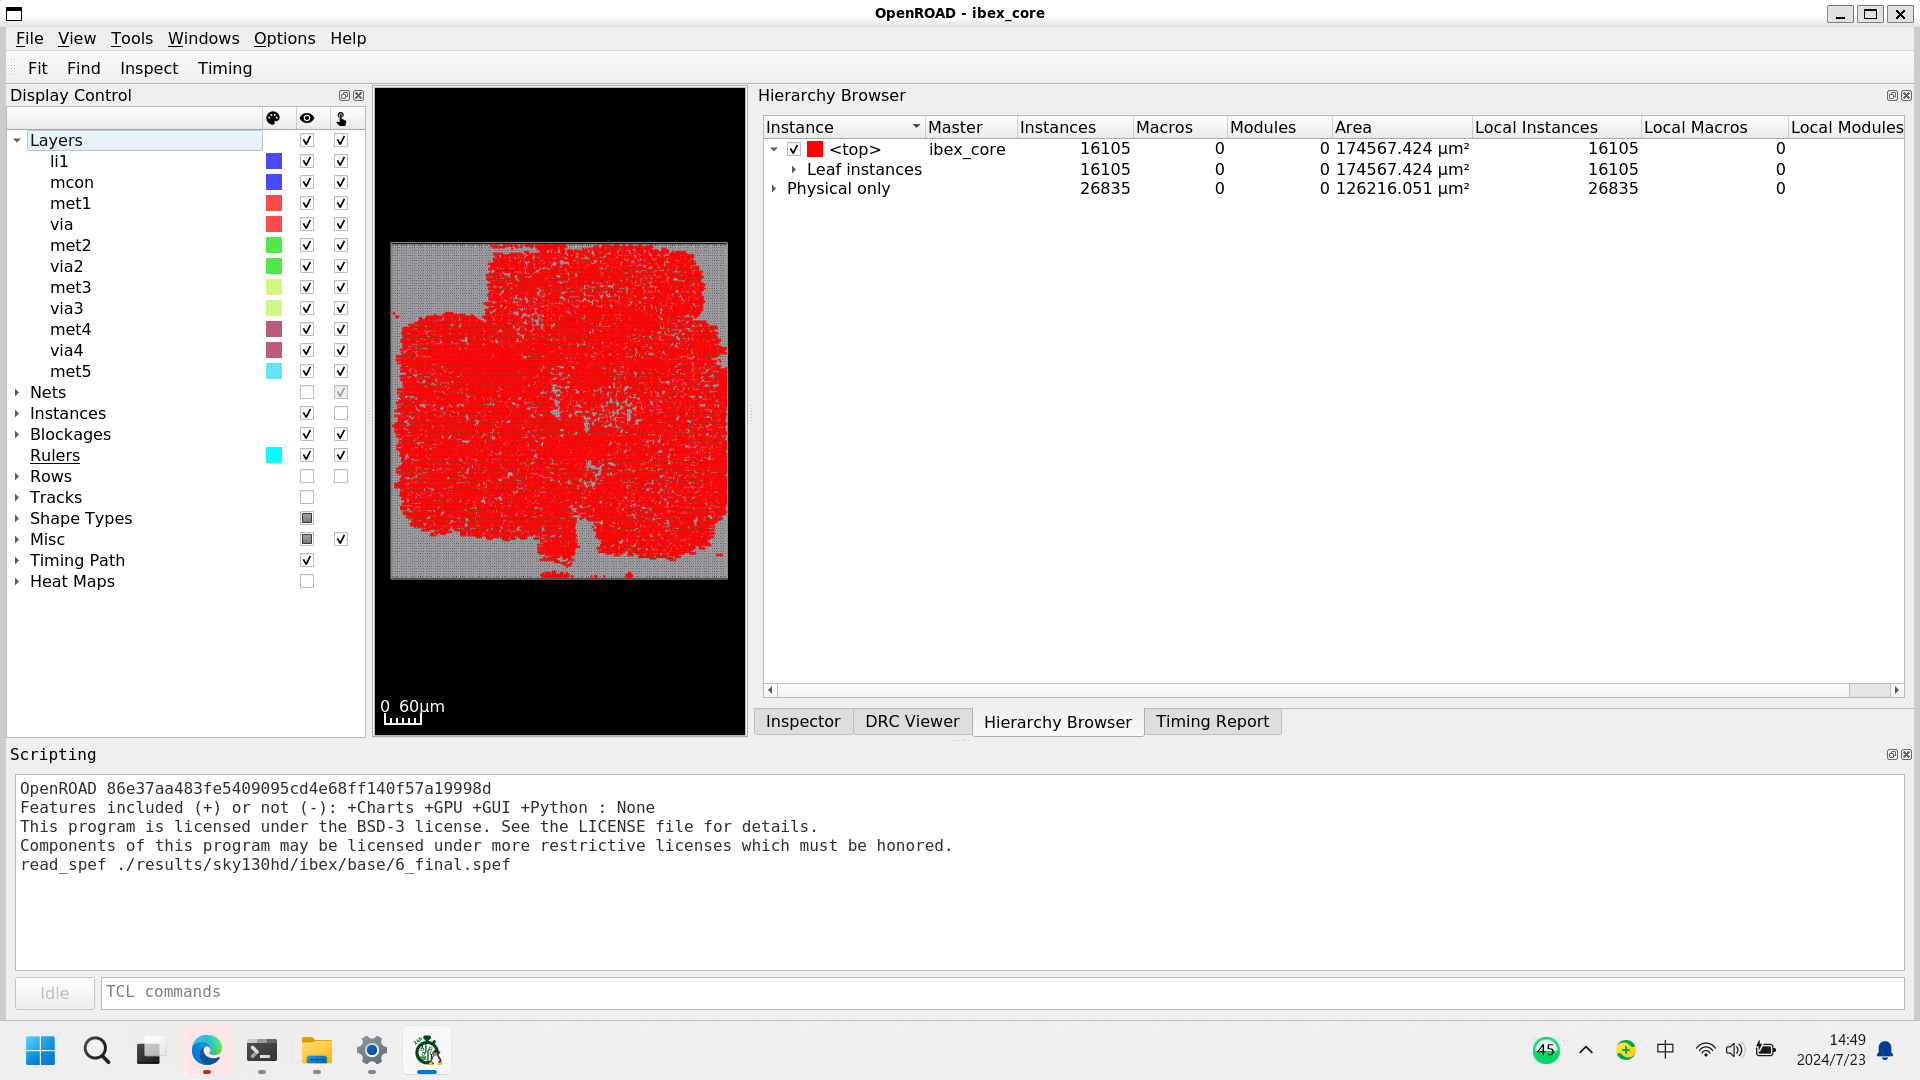 OpenROAD - ibex_core
File View Tools Windows Options Help
Fit Find Inspect Timing
Display Control
Layers
li1
mcon
met1
via
met2
via2
met3
via3
met4
via4
met5
Nets
Instances
Blockages
Rulers
Rows
Tracks
Shape Types
Misc
Timing Path
Heat Maps
0 60μm
Hierarchy Browser
Instance Master Instances Macros Modules Area Local Instances Local Macros Local Modules
<top> ibex_core 16105 0 0 174567.424 μm² 16105 0
Leaf instances 16105 0 0 174567.424 μm² 16105 0
Physical only 26835 0 0 126216.051 μm² 26835 0
Inspector DRC Viewer Hierarchy Browser Timing Report
Scripting
OpenROAD 86e37aa483fe5409095cd4e68ff140f57a19998d
Features included (+) or not (-): +Charts +GPU +GUI +Python : None
This program is licensed under the BSD-3 license. See the LICENSE file for details.
Components of this program may be licensed under more restrictive licenses which must be honored.
read_spef ./results/sky130hd/ibex/base/6_final.spef
Idle TCL commands
45 中 14:49
2024/7/23